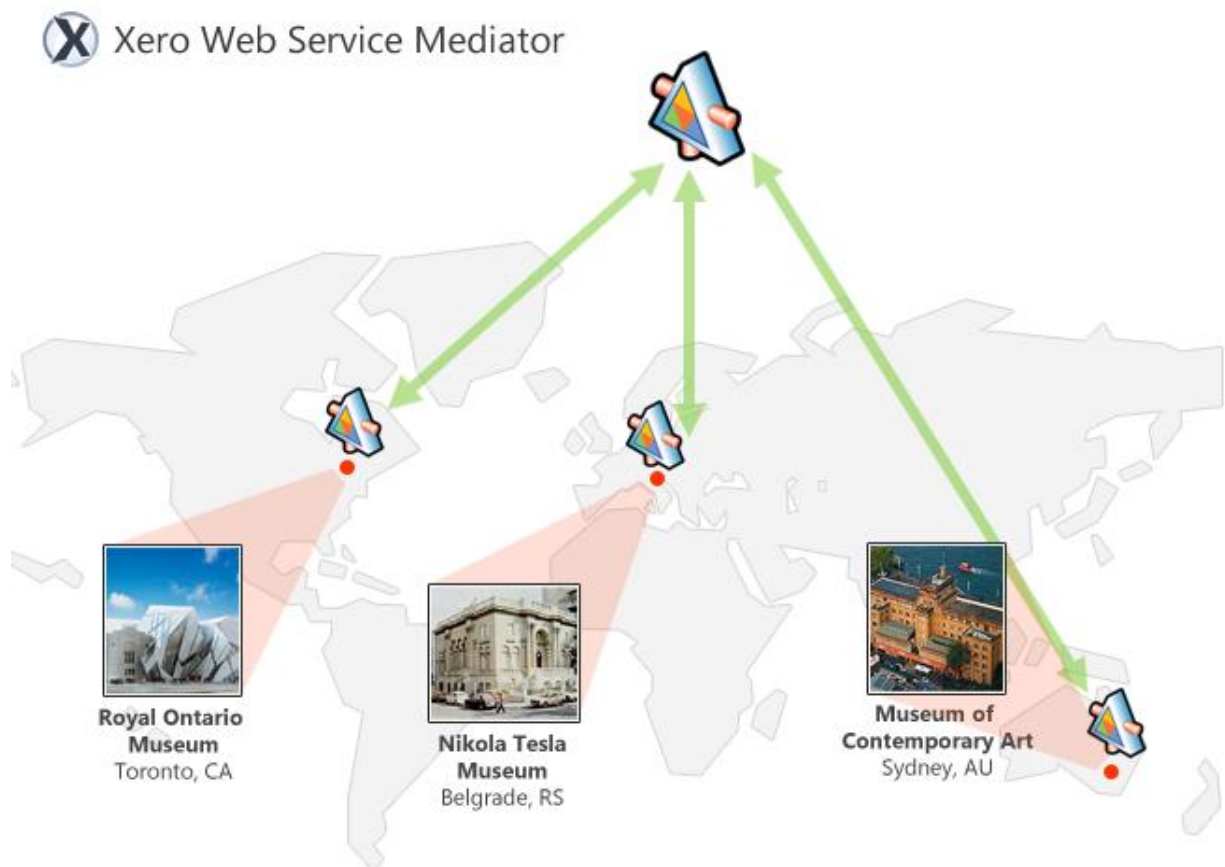 X Xero Web Service Mediator
Royal Ontario
Museum
Toronto, CA
Nikola Tesla
Museum
Belgrade, RS
Museum of
Contemporary Art
Sydney, AU